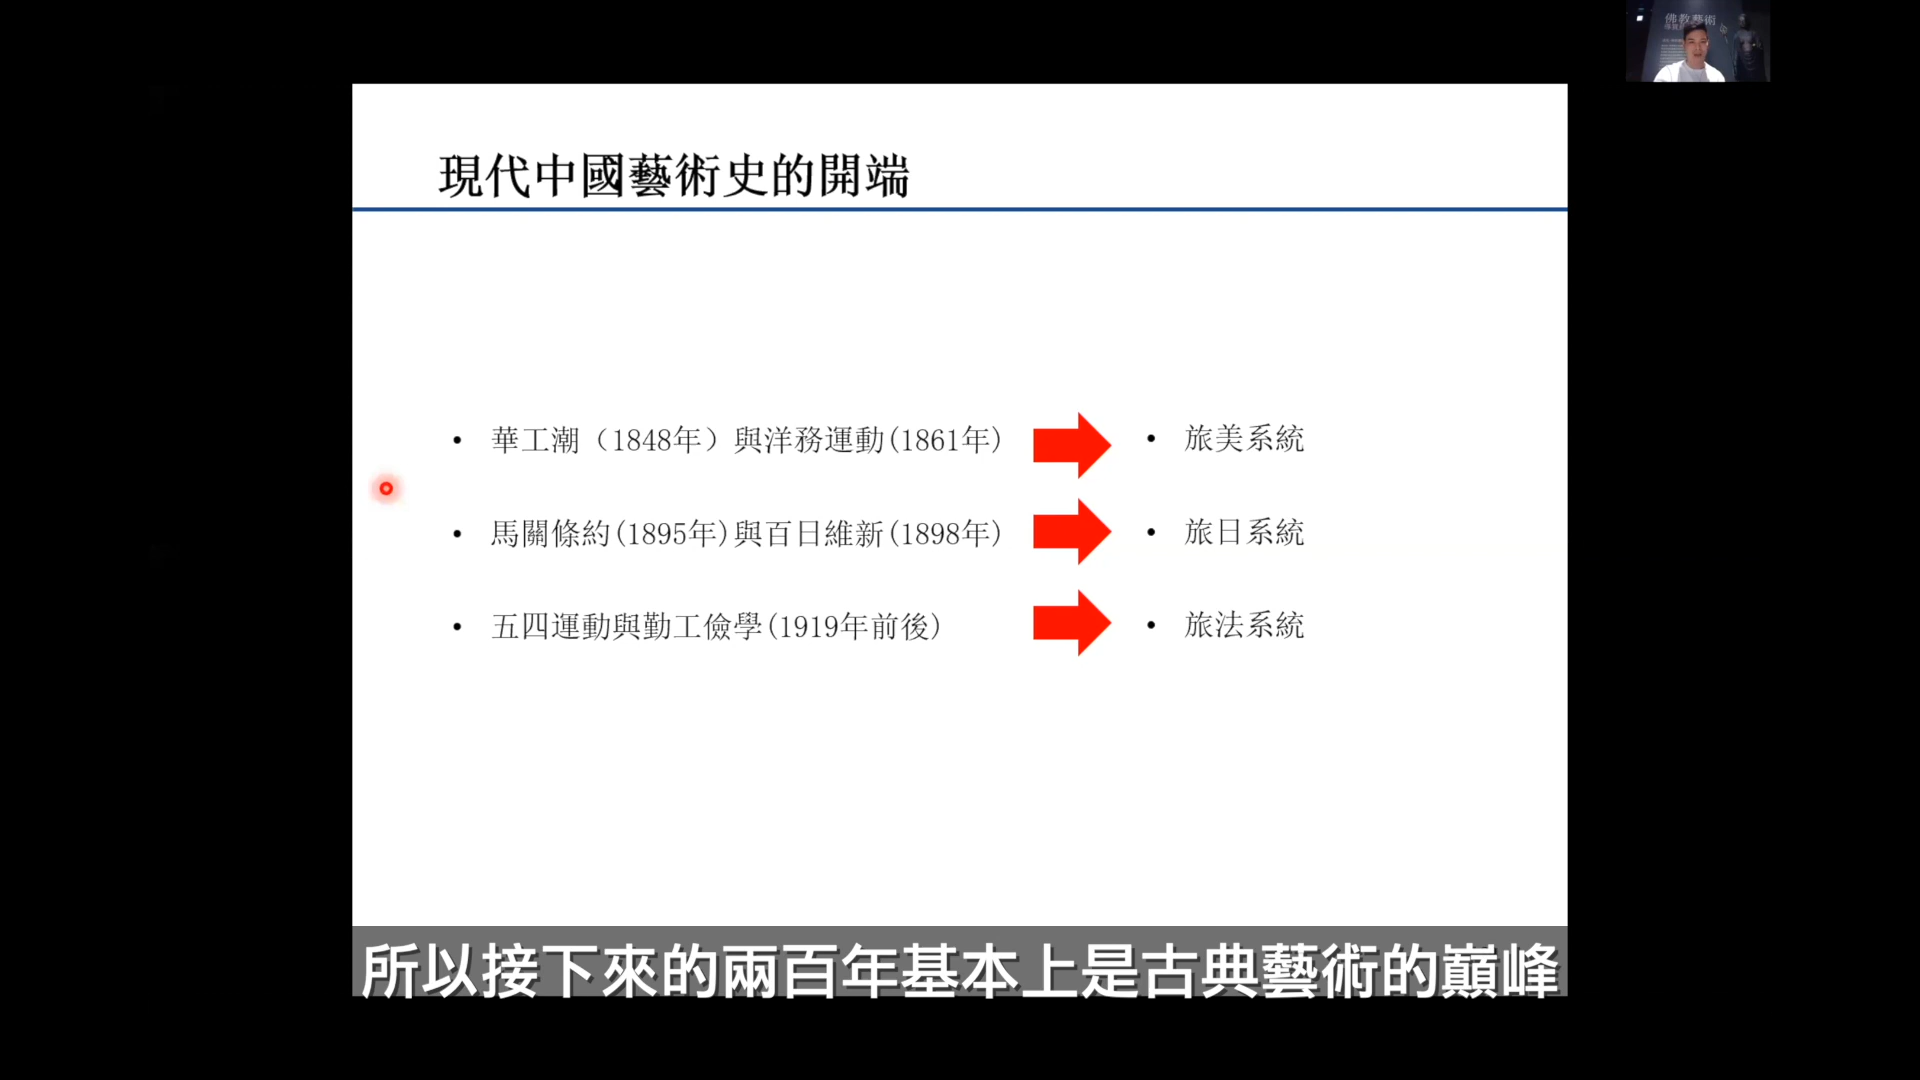 佛教藝術
現代中國藝術史的開端
• 華工潮（1848年）與洋務運動(1861年)
• 旅美系統
• 馬關條約(1895年)與百日維新(1898年)
• 旅日系統
• 五四運動與勤工儉學(1919年前後)
• 旅法系統
所以接下來的兩百年基本上是古典藝術的巔峰